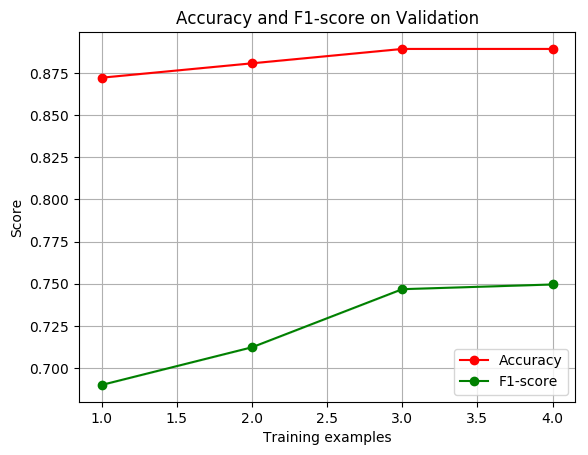 Accuracy and F1-score on Validation
Score
0.875
0.850
0.825
0.800
0.775
0.750
0.725
0.700
1.0 1.5 2.0 2.5 3.0 3.5 4.0
Training examples
Accuracy
F1-score